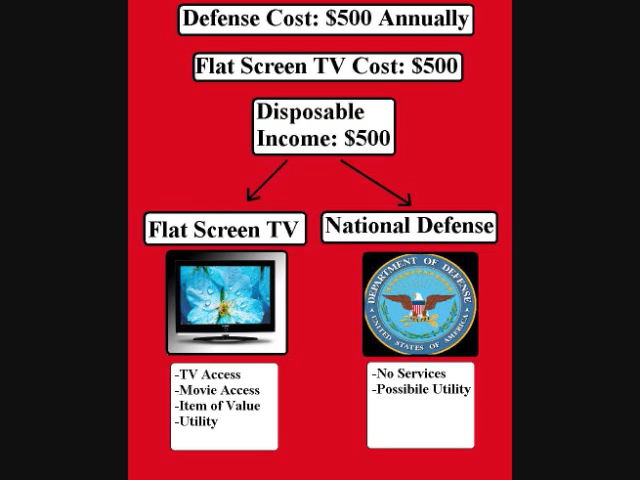 Defense Cost: $500 Annually
Flat Screen TV Cost: $500
Disposable
Income: $500
Flat Screen TV
National Defense
DEPARTMENT OF DEFENSE
UNITED STATES OF AMERICA
-TV Access
-Movie Access
-Item of Value
-Utility
-No Services
-Possibile Utility